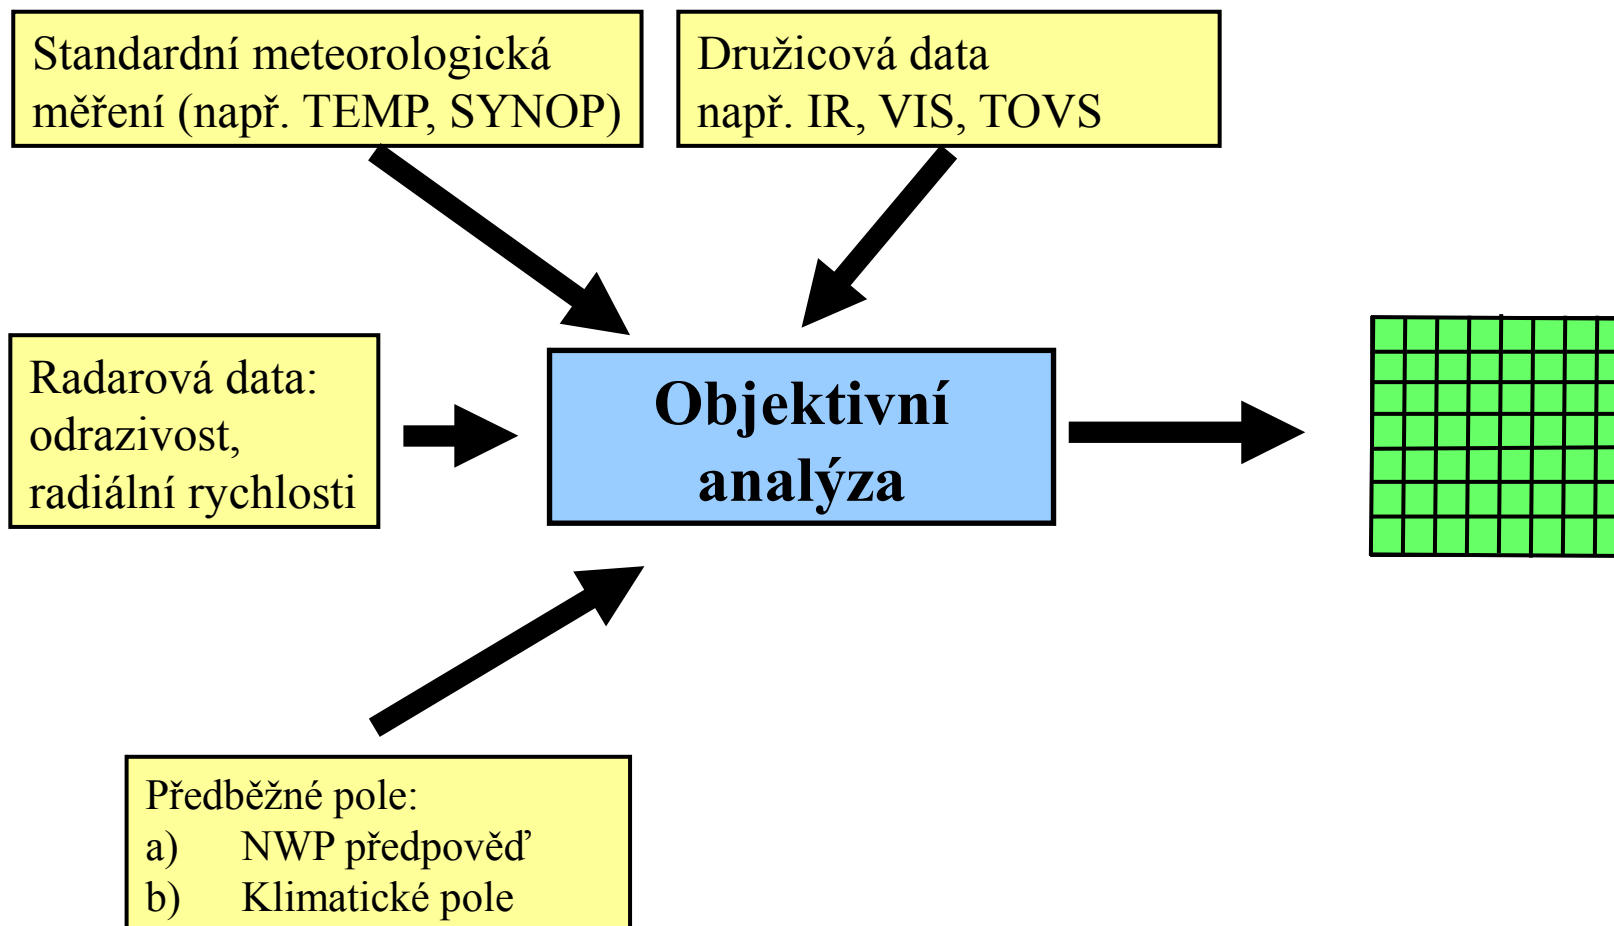 Standardní meteorologická
měření (např. TEMP, SYNOP)
Družicová data
např. IR, VIS, TOVS
Radarová data:
odrazivost,
radiální rychlosti
Objektivní
analýza
Předběžné pole:
a) NWP předpověď
b) Klimatické pole